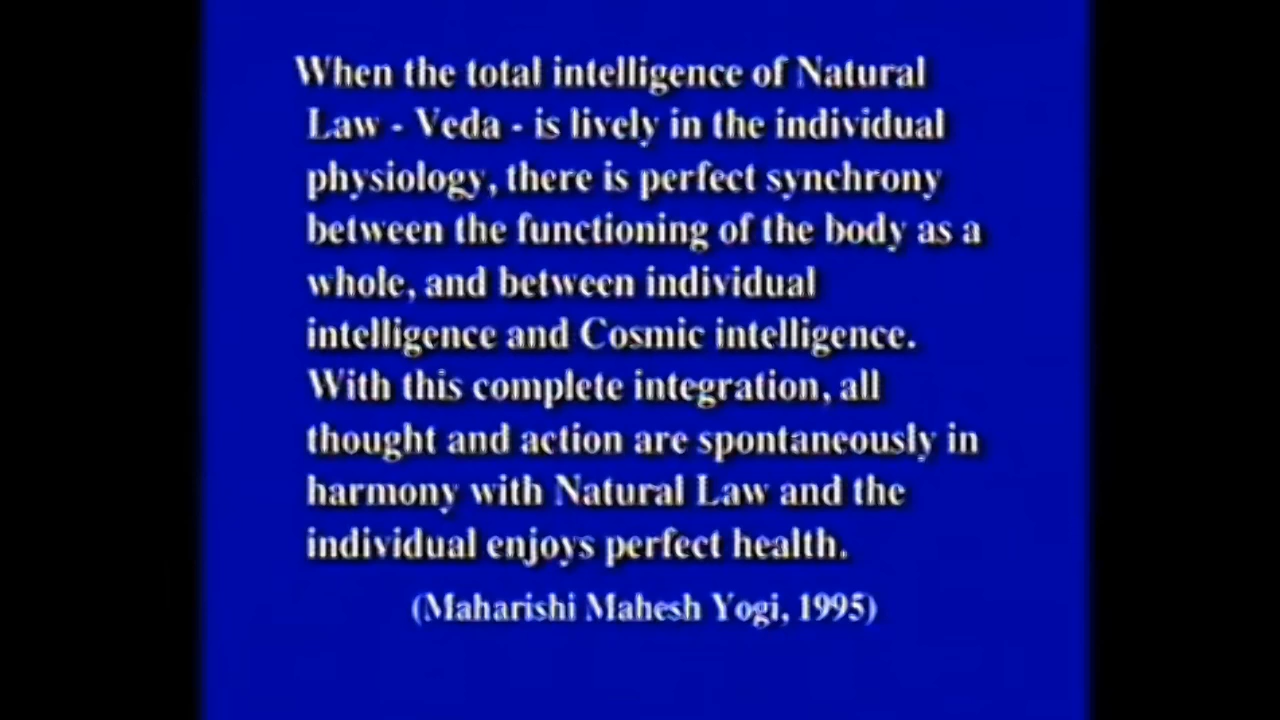 When the total intelligence of Natural
Law - Veda - is lively in the individual
physiology, there is perfect synchrony
between the functioning of the body as a
whole, and between individual
intelligence and Cosmic intelligence.
With this complete integration, all
thought and action are spontaneously in
harmony with Natural Law and the
individual enjoys perfect health.
(Maharishi Mahesh Yogi, 1995)